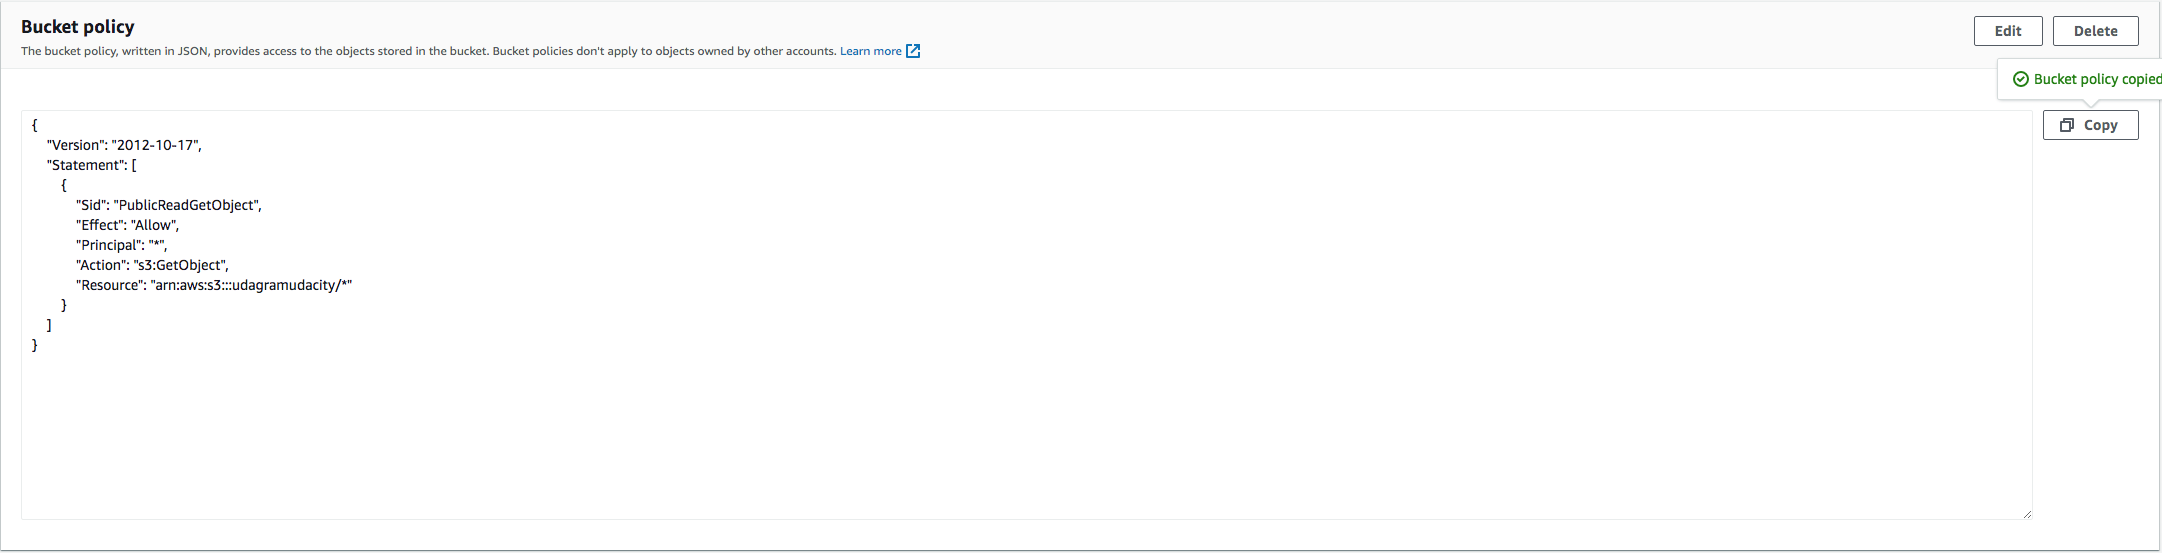 Bucket policy
The bucket policy, written in JSON, provides access to the objects stored in the bucket. Bucket policies don't apply to objects owned by other accounts. Learn more
Edit
Delete
Bucket policy copied
Copy
{
"Version": "2012-10-17",
"Statement": [
{
"Sid": "PublicReadGetObject",
"Effect": "Allow",
"Principal": "*",
"Action": "s3:GetObject",
"Resource": "arn:aws:s3:::udagramudacity/*"
}
]
}